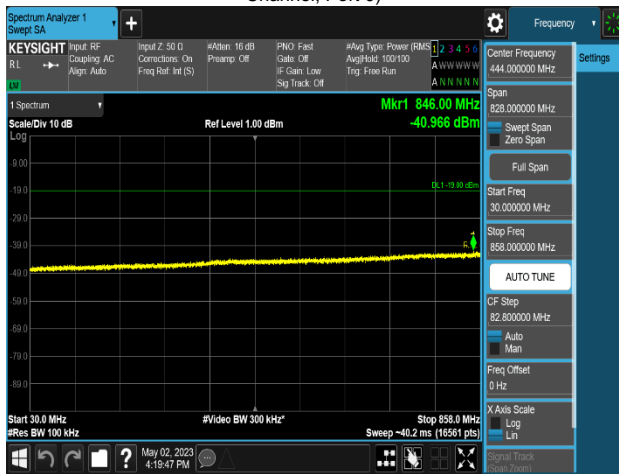 Channel, Port 0)
Spectrum Analyzer 1
Swept SA
Frequency
KEYSIGHT
RL
Input: RF
Coupling: AC
Align: Auto
Input Z: 50 Ω
Corrections: On
Freq Ref: Int (S)
#Atten: 16 dB
Preamp: Off
PNO: Fast
Gate: Off
IF Gain: Low
Sig Track: Off
#Avg Type: Power (RMS
Avg|Hold: 100/100
Trig: Free Run
1 2 3 4 5 6
A W W W W W
A N N N N N
Settings
1 Spectrum
Scale/Div 10 dB
Log
Ref Level 1.00 dBm
Mkr1 846.00 MHz
-40.966 dBm
DL1 -19.00 dBm
-9.00
-19.0
-29.0
-39.0
-49.0
-59.0
-69.0
-79.0
-89.0
Start 30.0 MHz
#Res BW 100 kHz
#Video BW 300 kHz*
Stop 858.0 MHz
Sweep ~40.2 ms (16561 pts)
Center Frequency
444.000000 MHz
Span
828.000000 MHz
Swept Span
Zero Span
Full Span
Start Freq
30.000000 MHz
Stop Freq
858.000000 MHz
AUTO TUNE
CF Step
82.800000 MHz
Auto
Man
Freq Offset
0 Hz
X Axis Scale
Log
Lin
Signal Track
(Span Zoom)
May 02, 2023
4:19:47 PM